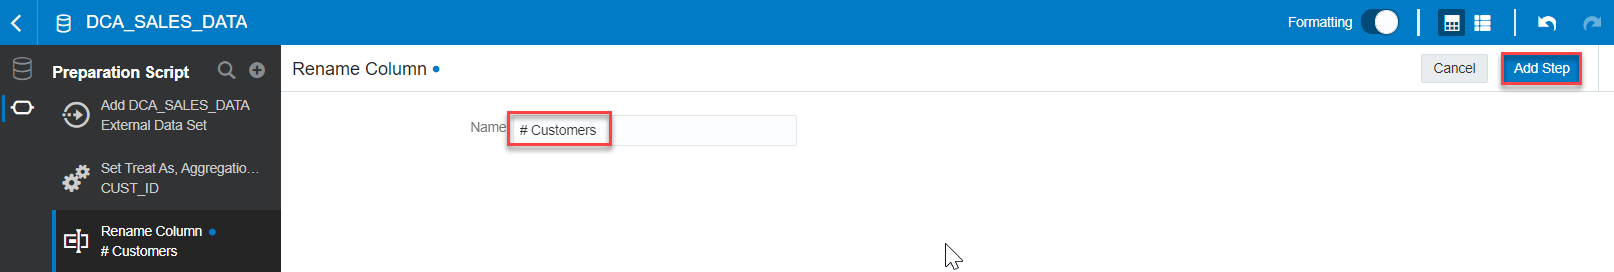 DCA_SALES_DATA
Formatting
Preparation Script
Add DCA_SALES_DATA
External Data Set
Set Treat As, Aggregatio...
CUST_ID
Rename Column
# Customers
Rename Column
Cancel
Add Step
Name
# Customers